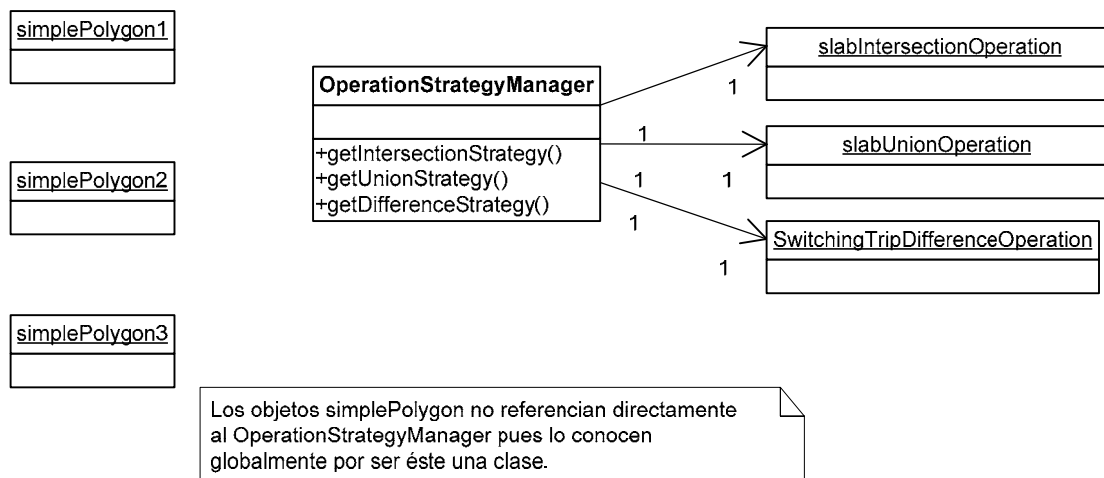 simplePolygon1
simplePolygon2
simplePolygon3
OperationStrategyManager
+getIntersectionStrategy()
+getUnionStrategy()
+getDifferenceStrategy()
1
1
1
1
1
1
slabIntersectionOperation
slabUnionOperation
SwitchingTripDifferenceOperation
Los objetos simplePolygon no referencian directamente
al OperationStrategyManager pues lo conocen
globalmente por ser éste una clase.